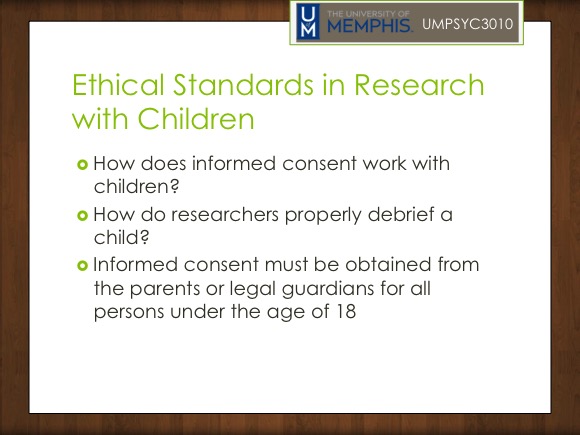 UM
THE UNIVERSITY OF
MEMPHIS.
UMPSYC3010
Ethical Standards in Research
with Children
How does informed consent work with
children?
How do researchers properly debrief a
child?
Informed consent must be obtained from
the parents or legal guardians for all
persons under the age of 18